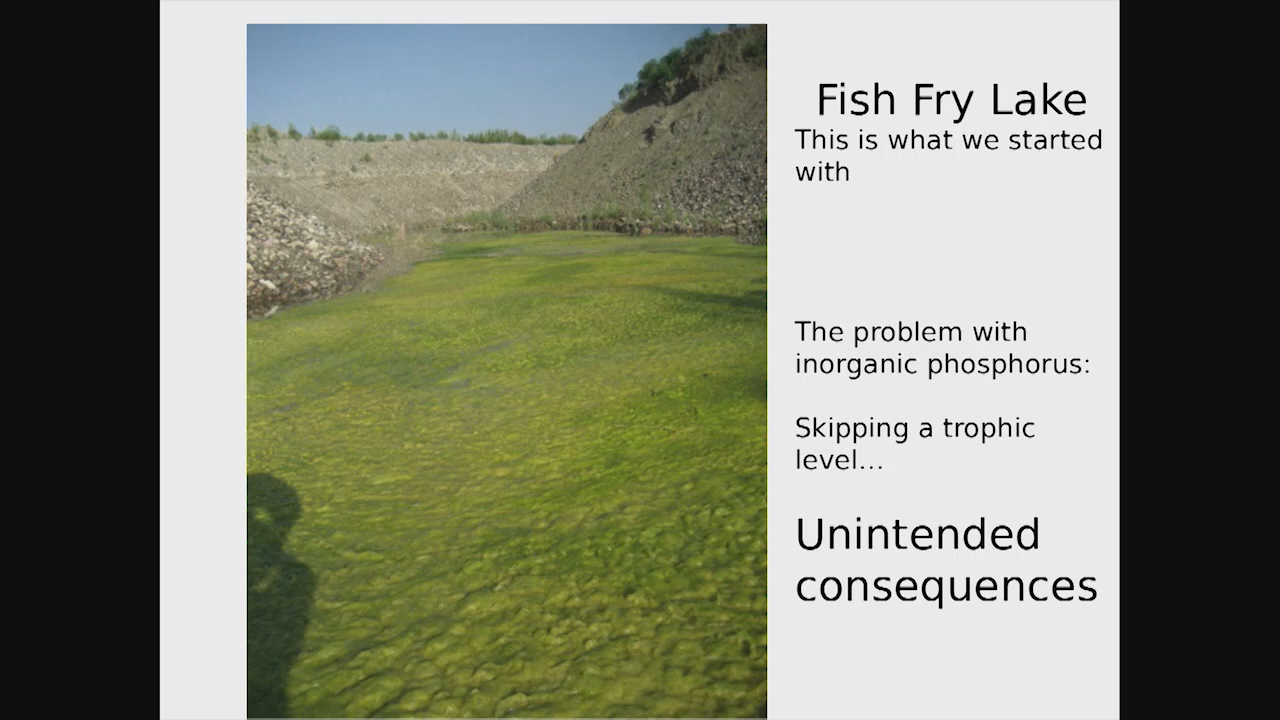 Fish Fry Lake
This is what we started
with
The problem with
inorganic phosphorus:
Skipping a trophic
level...
Unintended
consequences